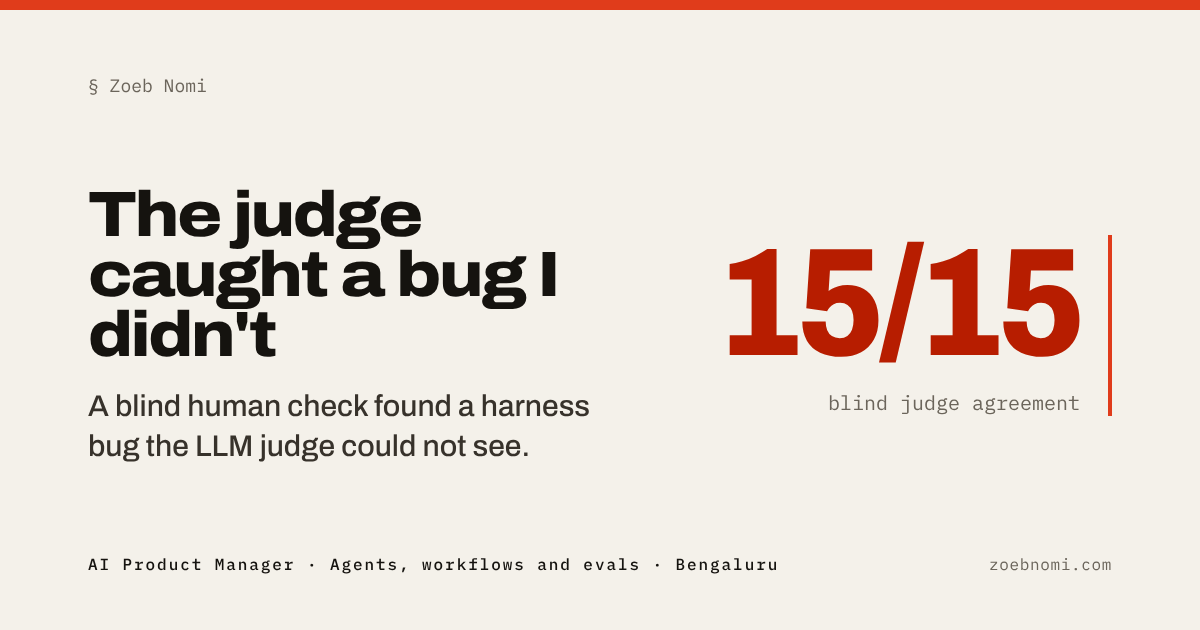 § Zoeb Nomi
The judge
caught a bug I
didn't
A blind human check found a harness
bug the LLM judge could not see.
15/15
blind judge agreement
AI Product Manager · Agents, workflows and evals · Bengaluru
zoebnomi.com